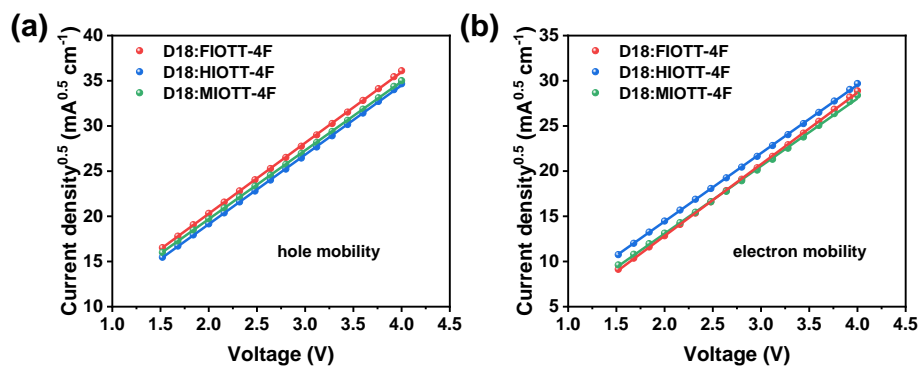 (a)
D18:FIOTT-4F
D18:HIOTT-4F
D18:MIOTT-4F
hole mobility
40
35
30
25
20
15
10
1.0 1.5 2.0 2.5 3.0 3.5 4.0 4.5
Voltage (V)
Current density^0.5 (mA^0.5 cm^-1)
(b)
D18:FIOTT-4F
D18:HIOTT-4F
D18:MIOTT-4F
electron mobility
35
30
25
20
15
10
5
1.0 1.5 2.0 2.5 3.0 3.5 4.0 4.5
Voltage (V)
Current density^0.5 (mA^0.5 cm^-1)